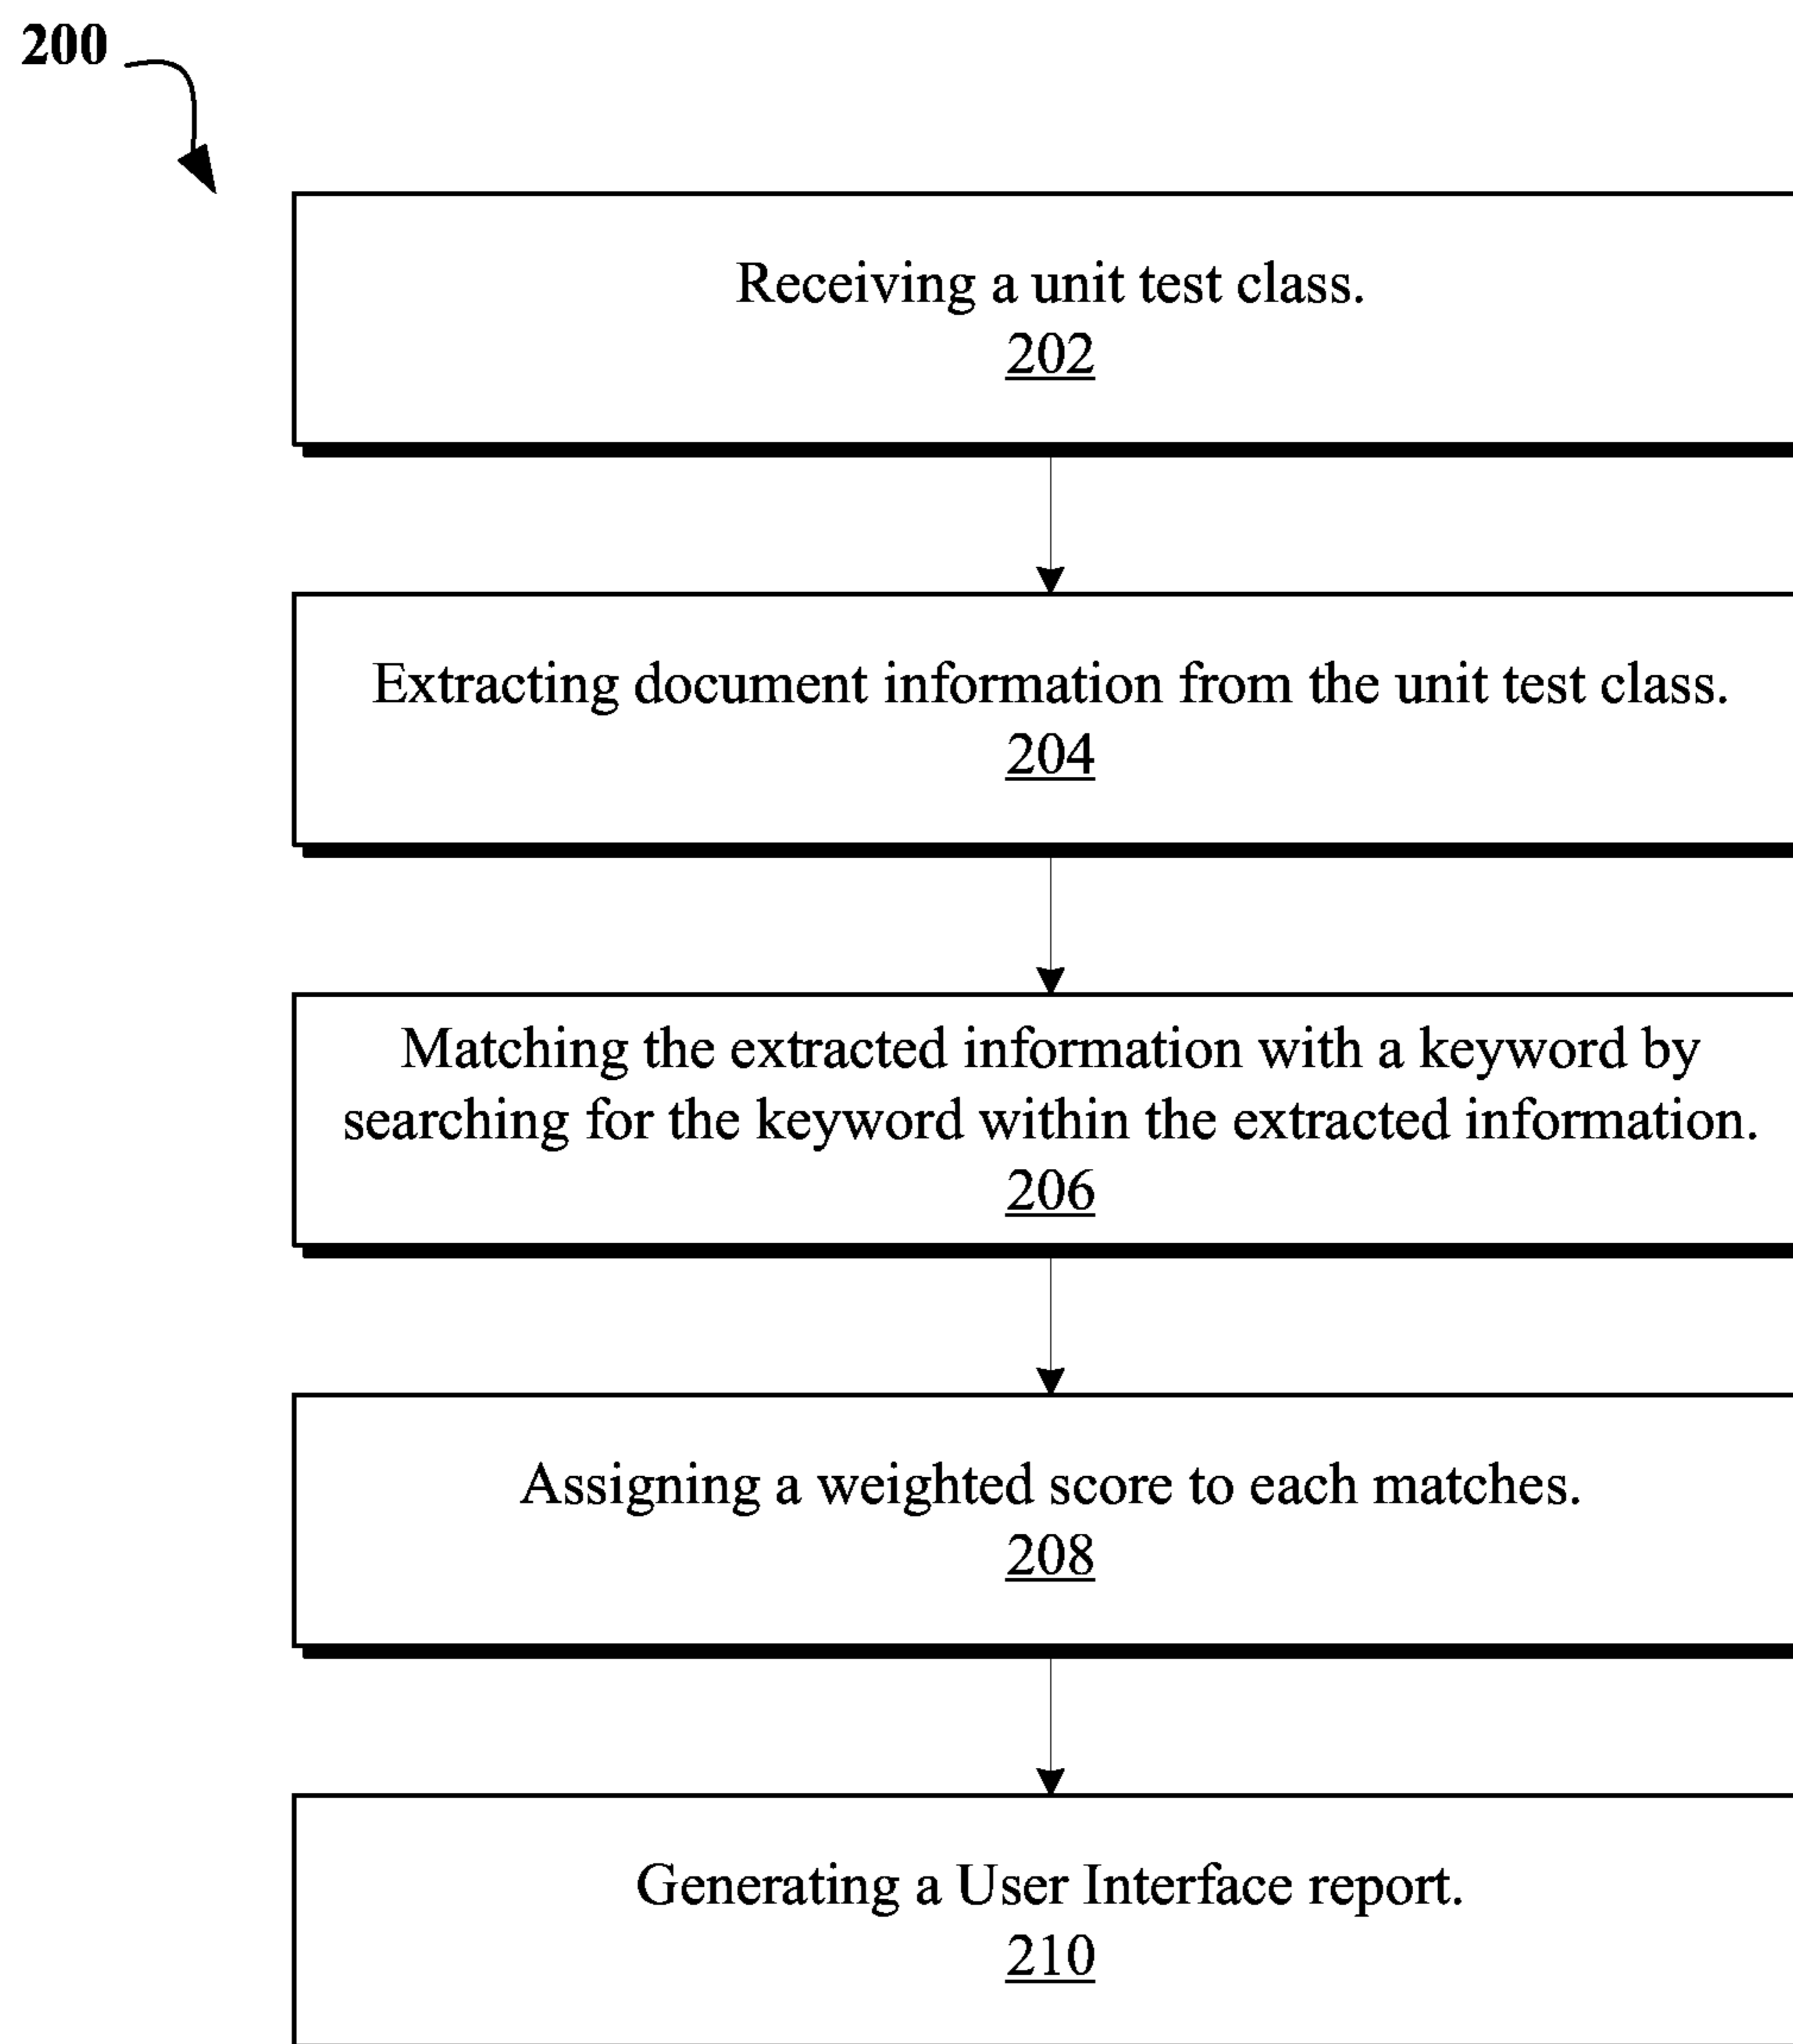 200
Receiving a unit test class.
202
Extracting document information from the unit test class.
204
Matching the extracted information with a keyword by
searching for the keyword within the extracted information.
206
Assigning a weighted score to each matches.
208
Generating a User Interface report.
210